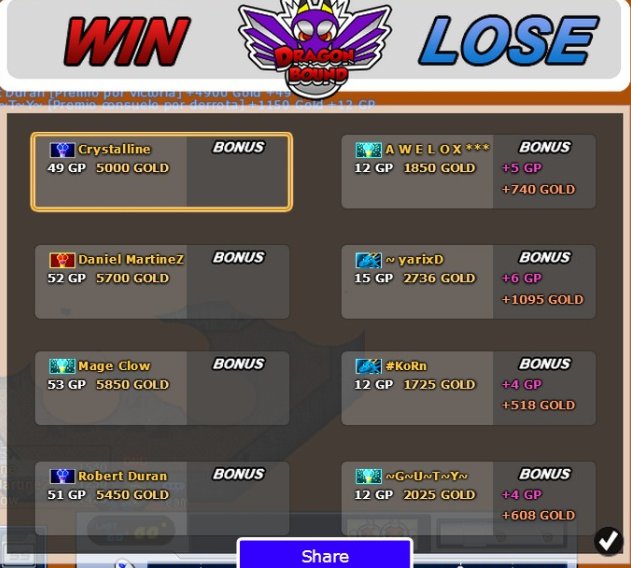 WIN
DRAGON
BOUND
LOSE
Duran [Premio por victoria] +4900 Gold +49
~T~Y~ [Premio consuelo por derrota] +1150 Gold +12 GP
Crystalline BONUS
49 GP 5000 GOLD
A W E L O X *** BONUS
12 GP 1850 GOLD +5 GP
+740 GOLD
Daniel MartineZ BONUS
52 GP 5700 GOLD
~ yarixD BONUS
15 GP 2736 GOLD +6 GP
+1095 GOLD
Mage Clow BONUS
53 GP 5850 GOLD
#KoRn BONUS
12 GP 1725 GOLD +4 GP
+518 GOLD
Robert Duran BONUS
51 GP 5450 GOLD
~G~U~T~Y~ BONUS
12 GP 2025 GOLD +4 GP
+608 GOLD
Share